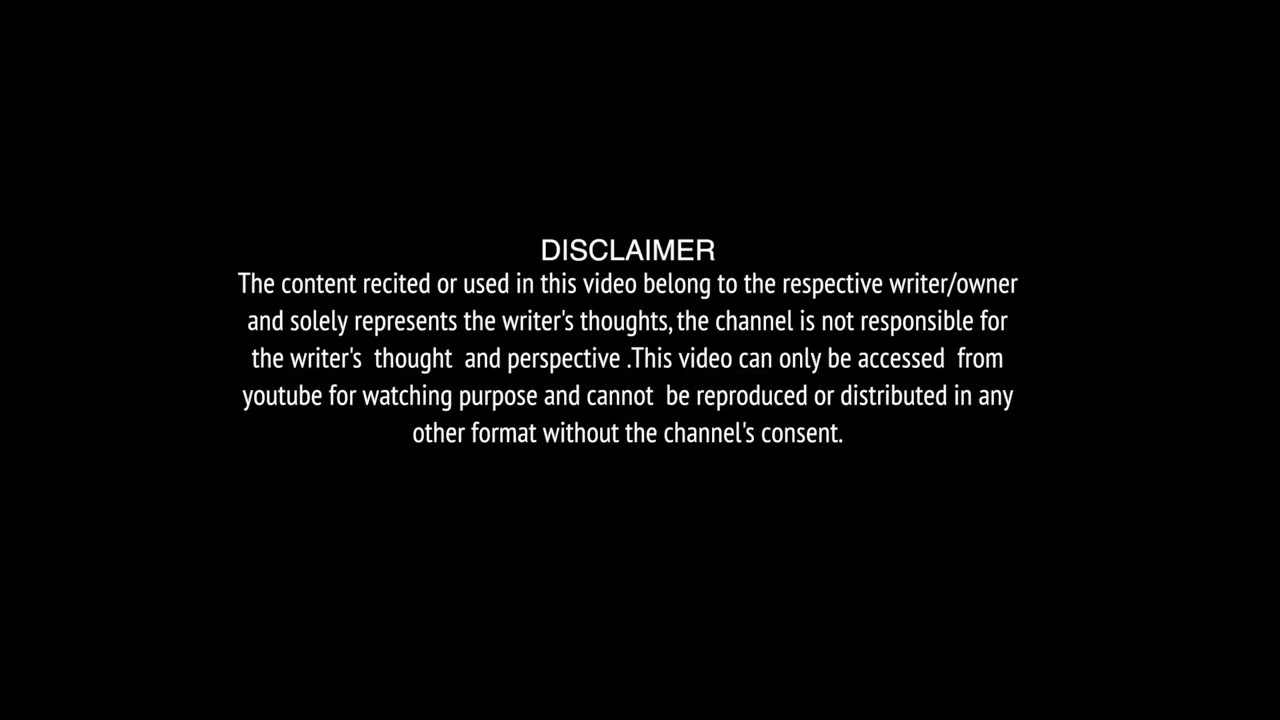 DISCLAIMER
The content recited or used in this video belong to the respective writer/owner
and solely represents the writer's thoughts, the channel is not responsible for
the writer's thought and perspective .This video can only be accessed from
youtube for watching purpose and cannot be reproduced or distributed in any
other format without the channel's consent.